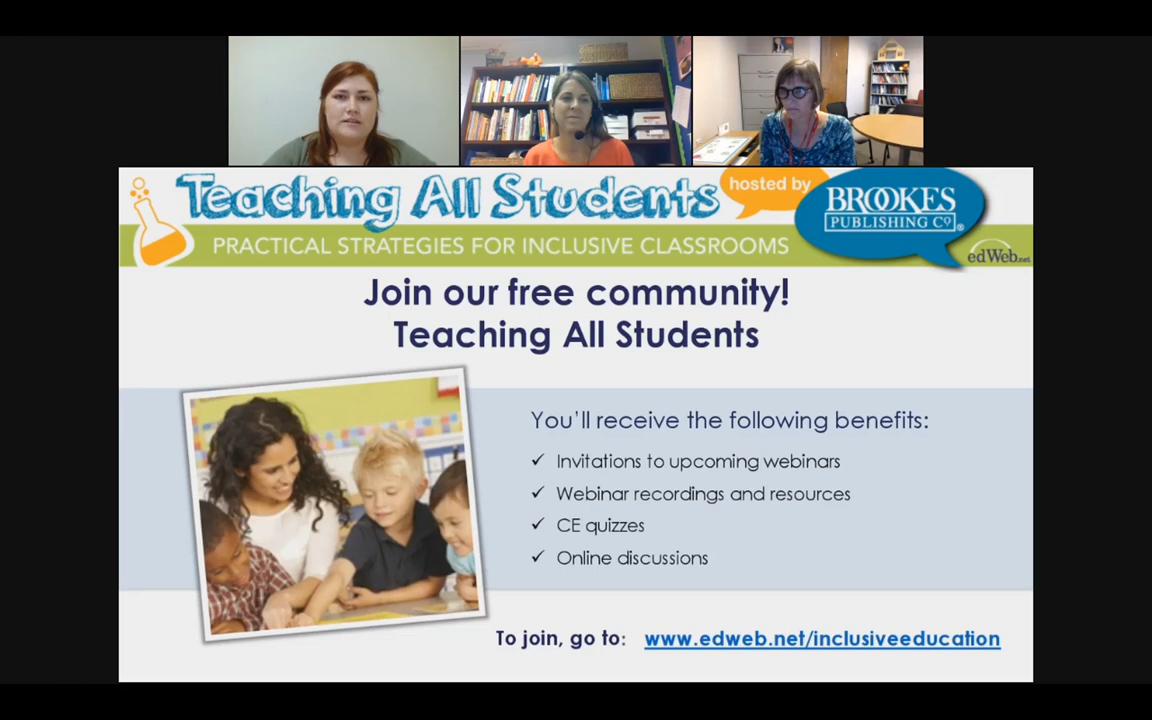 Teaching All Students
hosted by
BROOKES
PUBLISHING CO®
PRACTICAL STRATEGIES FOR INCLUSIVE CLASSROOMS
edWeb.net
Join our free community!
Teaching All Students
You'll receive the following benefits:
✓ Invitations to upcoming webinars
✓ Webinar recordings and resources
✓ CE quizzes
✓ Online discussions
To join, go to: www.edweb.net/inclusiveeducation